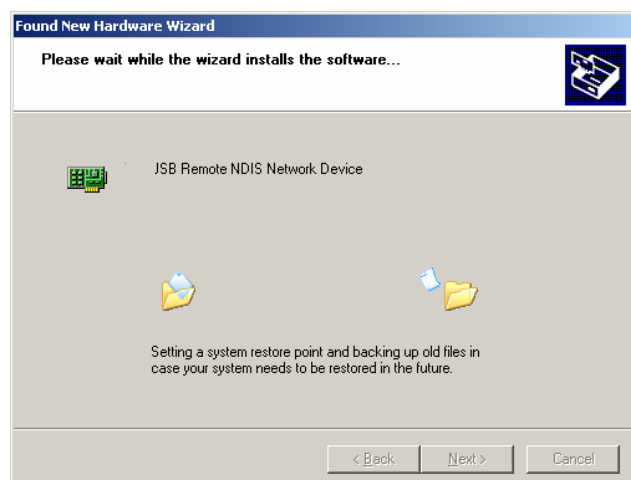 Found New Hardware Wizard
Please wait while the wizard installs the software...
JSB Remote NDIS Network Device
Setting a system restore point and backing up old files in
case your system needs to be restored in the future.
< Back
Next >
Cancel